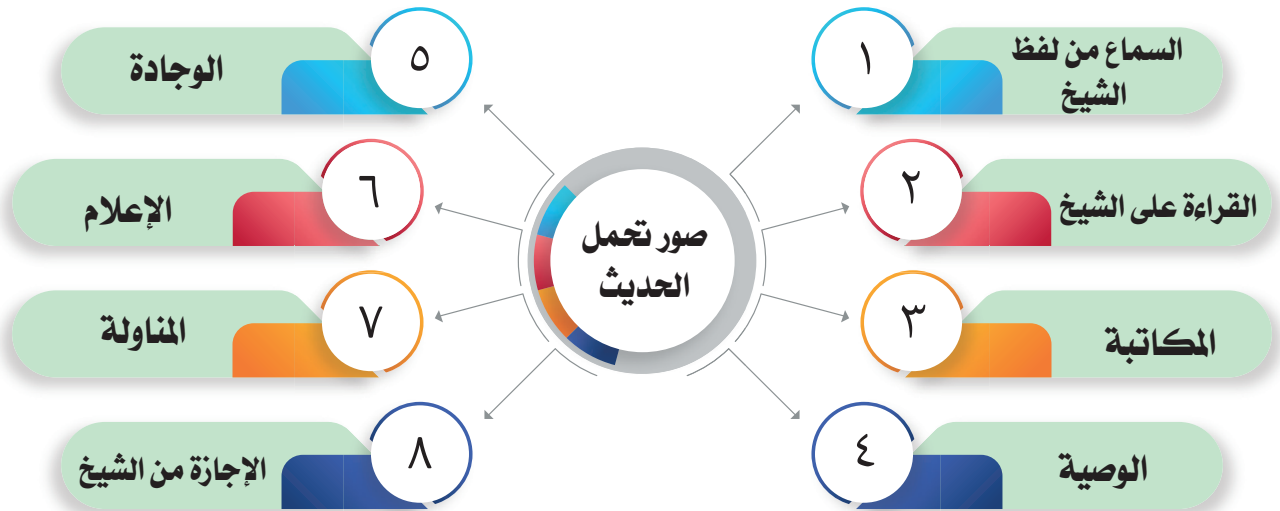 صور تحمل
الحديث
١
السماع من لفظ
الشيخ
٢
القراءة على الشيخ
٣
المكاتبة
٤
الوصية
٥
الوجادة
٦
الإعلام
٧
المناولة
٨
الإجازة من الشيخ